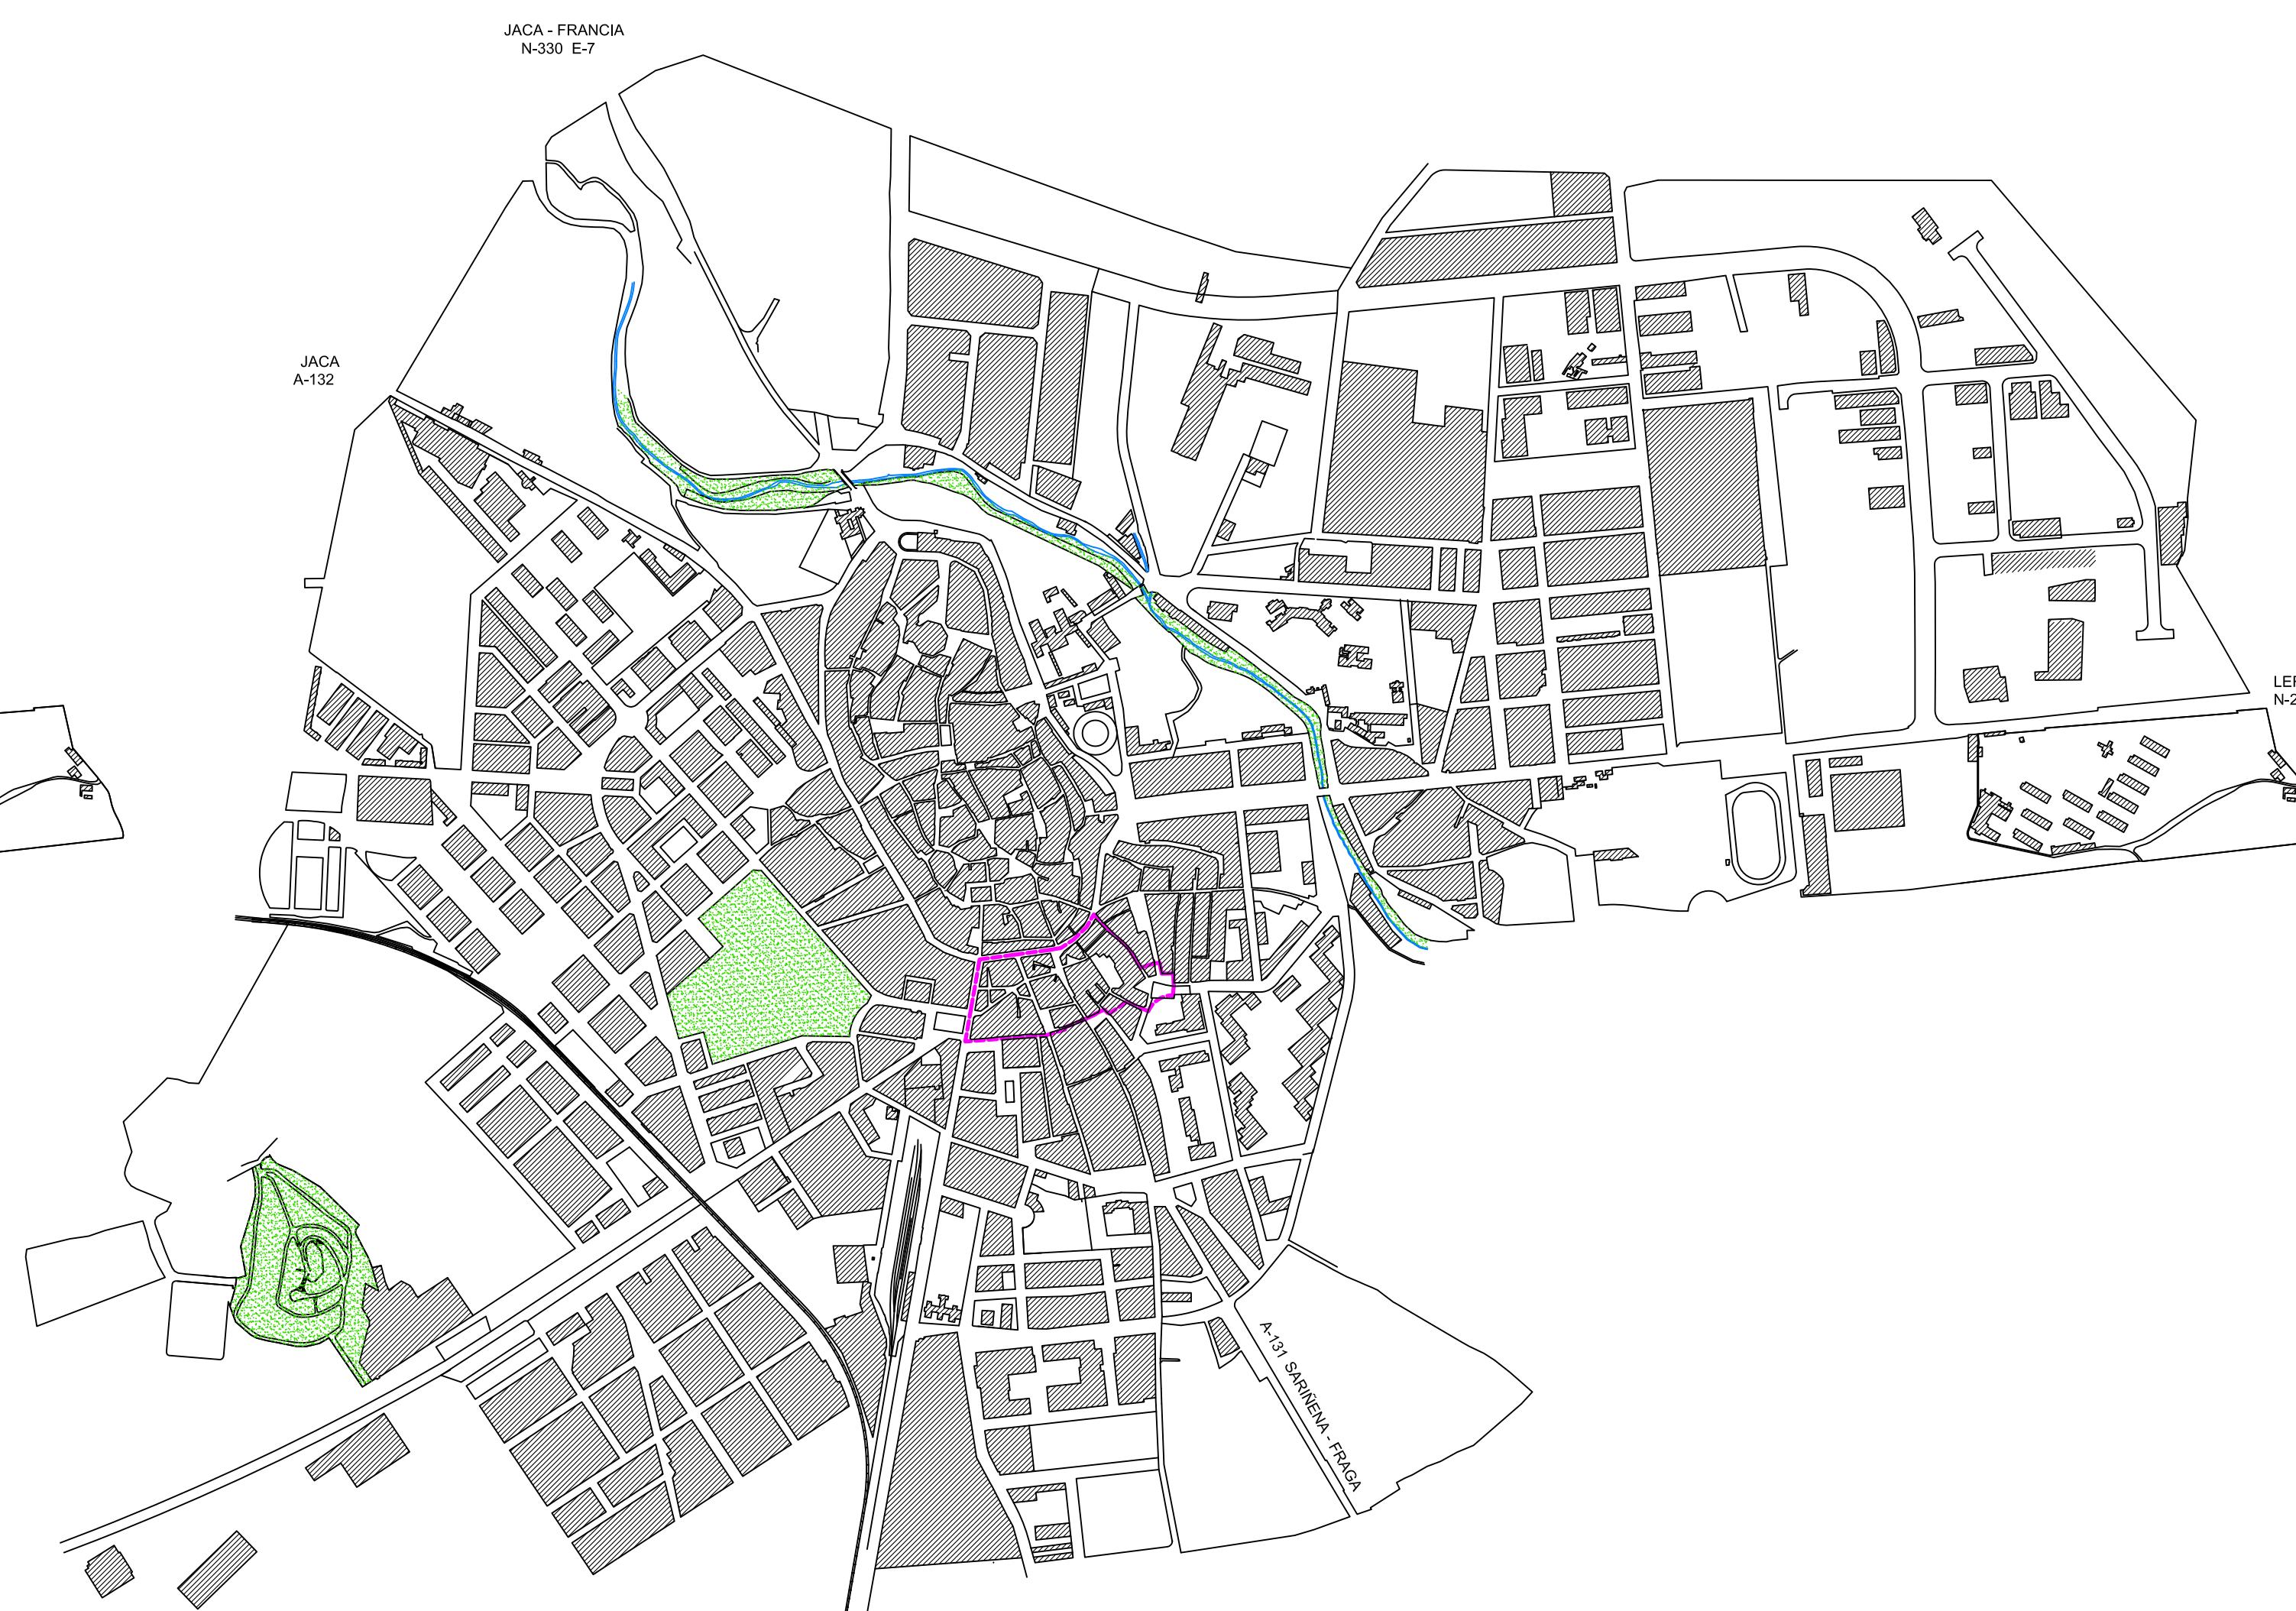 JACA - FRANCIA
N-330 E-7
JACA
A-132
A-131 SARIÑENA - FRAGA